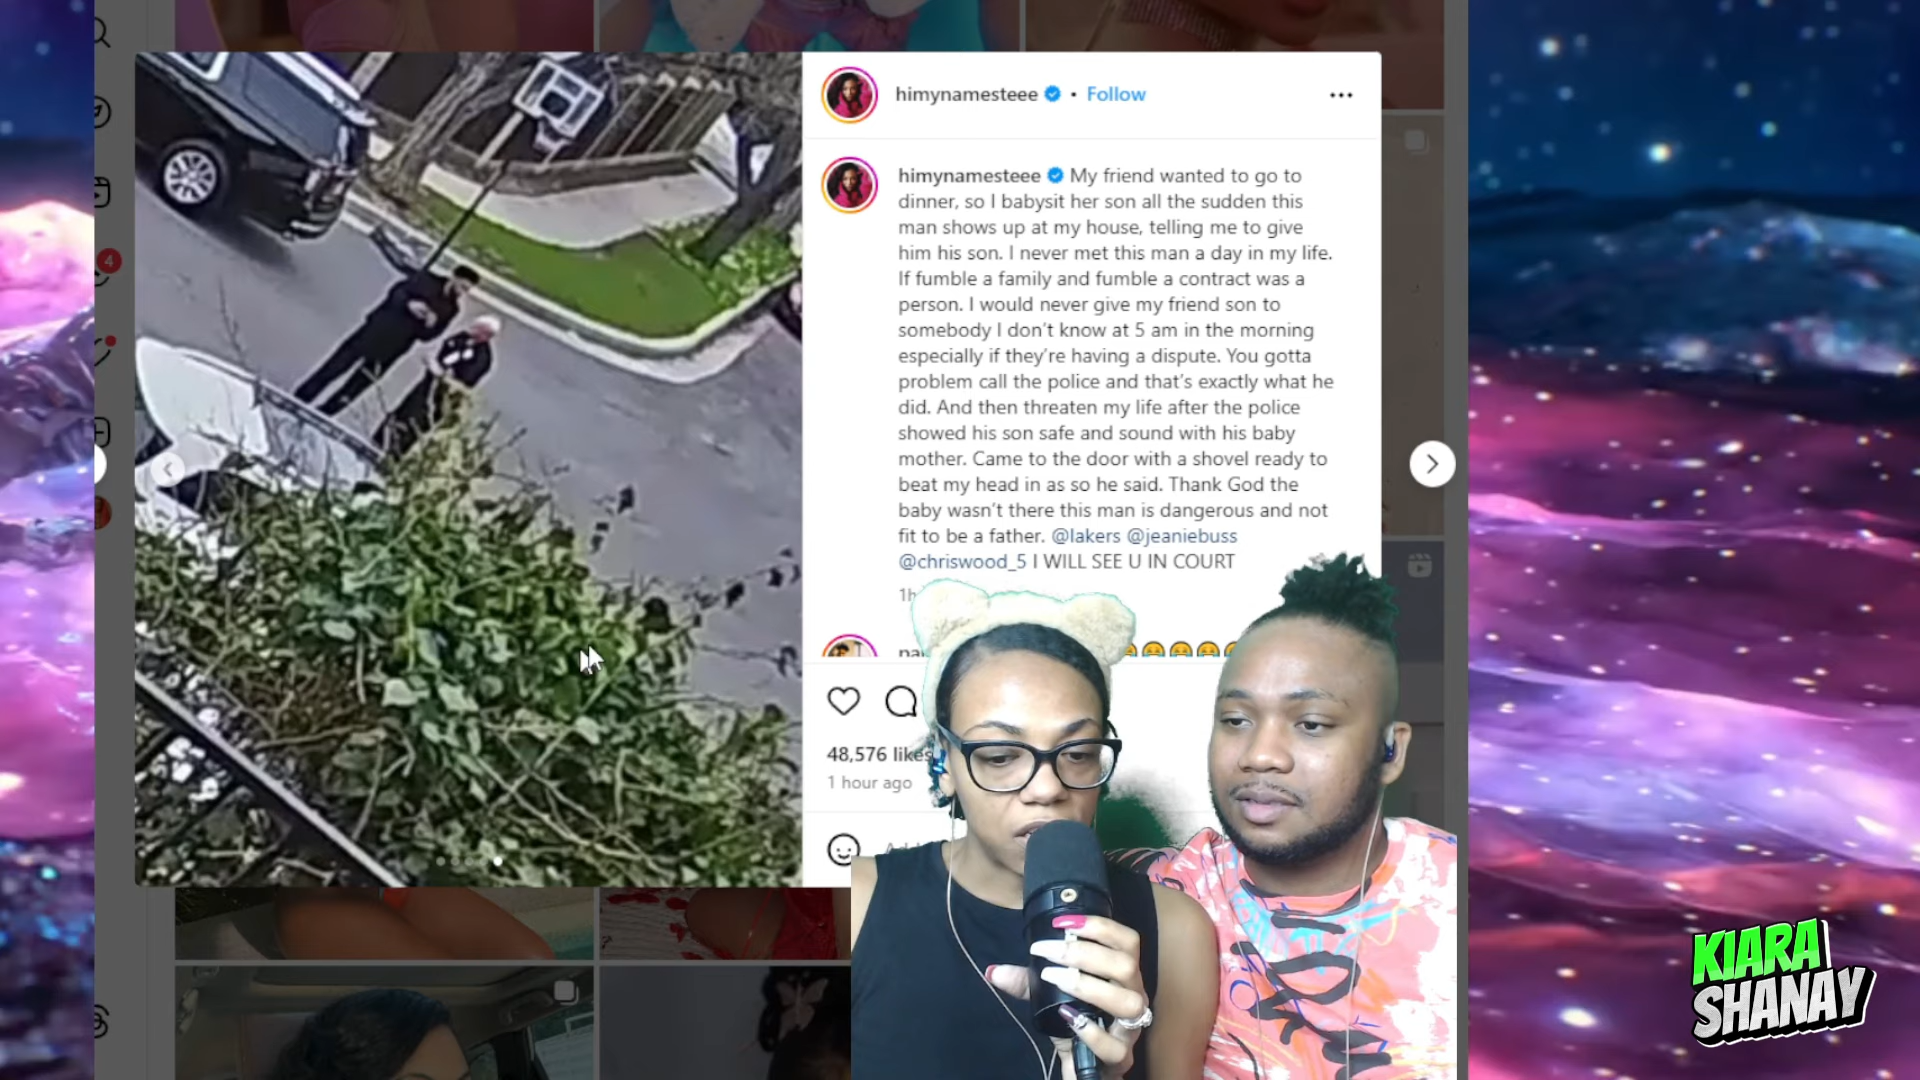 himynamesteee • Follow
himynamesteee My friend wanted to go to
dinner, so I babysit her son all the sudden this
man shows up at my house, telling me to give
him his son. I never met this man a day in my life.
If fumble a family and fumble a contract was a
person. I would never give my friend son to
somebody I don't know at 5 am in the morning
especially if they're having a dispute. You gotta
problem call the police and that's exactly what he
did. And then threaten my life after the police
showed his son safe and sound with his baby
mother. Came to the door with a shovel ready to
beat my head in as so he said. Thank God the
baby wasn't there this man is dangerous and not
fit to be a father. @lakers @jeaniebuss
@chriswood_5 I WILL SEE U IN COURT
48,576 likes
1 hour ago
4
KIARA
SHANAY